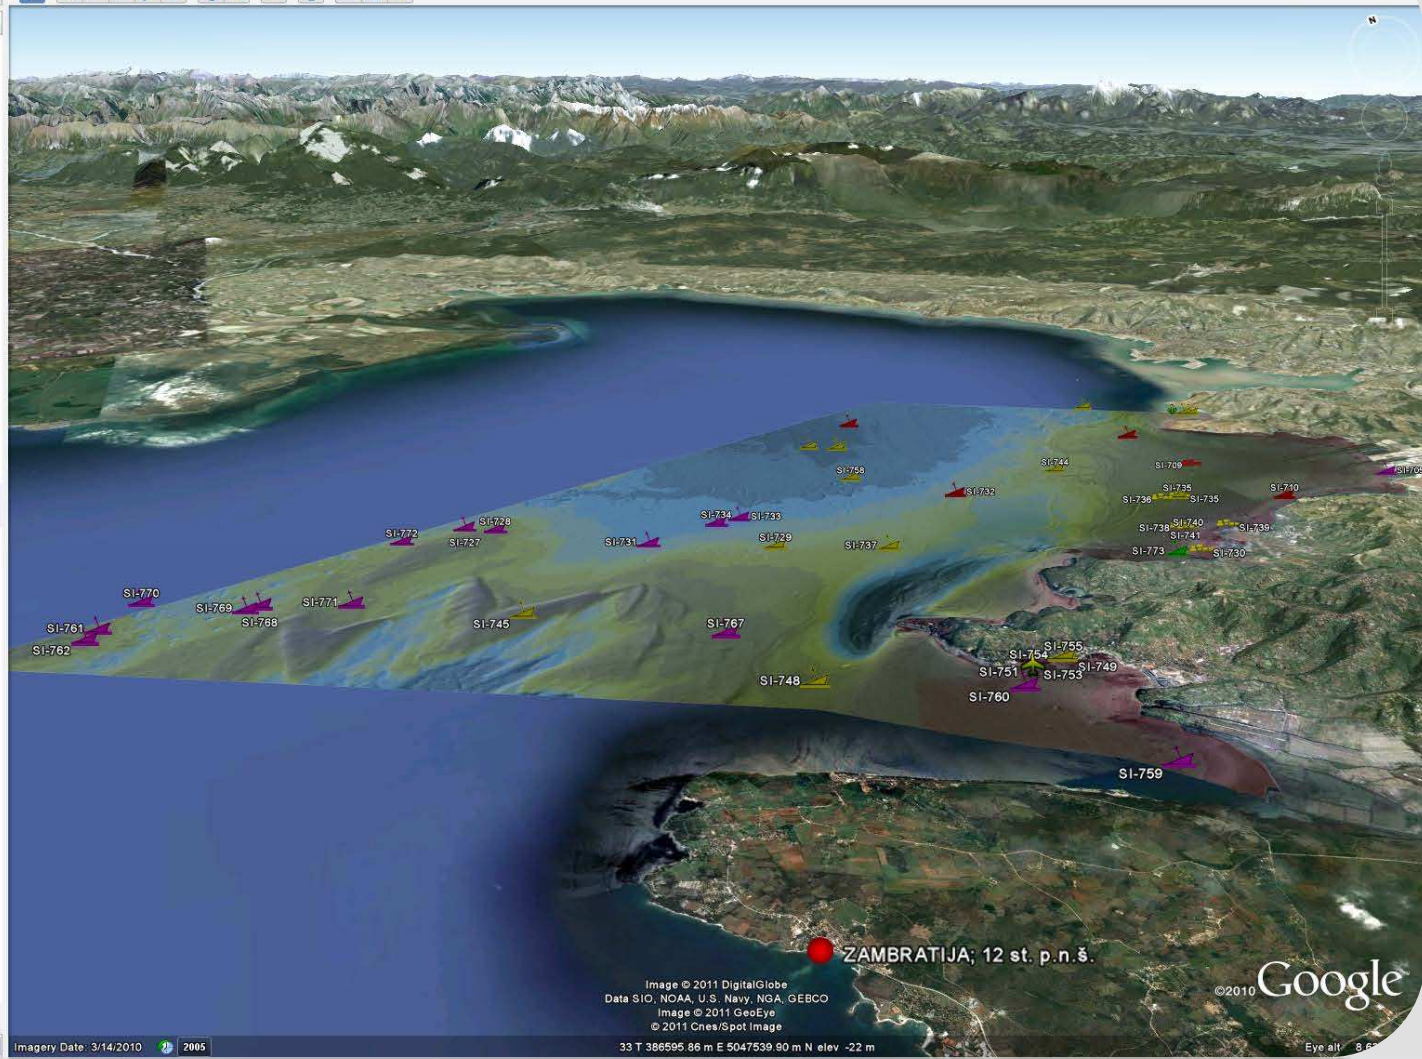 N
SI-758
SI-744
SI-709
SI-705
SI-732
SI-736
SI-735
SI-735
SI-710
SI-734
SI-733
SI-728
SI-772
SI-727
SI-731
SI-729
SI-737
SI-738
SI-740
SI-739
SI-741
SI-773
SI-730
SI-770
SI-769
SI-768
SI-771
SI-745
SI-761
SI-762
SI-767
SI-748
SI-755
SI-754
SI-749
SI-751
SI-753
SI-760
SI-759
ZAMBRATIJA; 12 st. p.n.š.
Image © 2011 DigitalGlobe
Data SIO, NOAA, U.S. Navy, NGA, GEBCO
Image © 2011 GeoEye
© 2011 Cnes/Spot Image
©2010 Google
Imagery Date: 3/14/2010 2005
33 T 386595.86 m E 5047539.90 m N elev -22 m
Eye alt